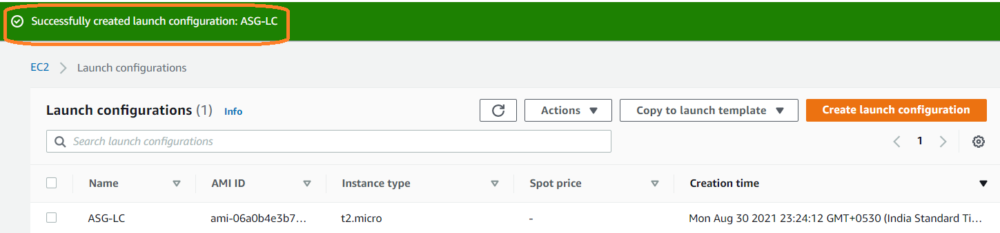 Successfully created launch configuration: ASG-LC
EC2 Launch configurations
Launch configurations (1) Info Actions Copy to launch template Create launch configuration
Search launch configurations 1
Name AMI ID Instance type Spot price Creation time
ASG-LC ami-06a0b4e3b7... t2.micro - Mon Aug 30 2021 23:24:12 GMT+0530 (India Standard Ti...